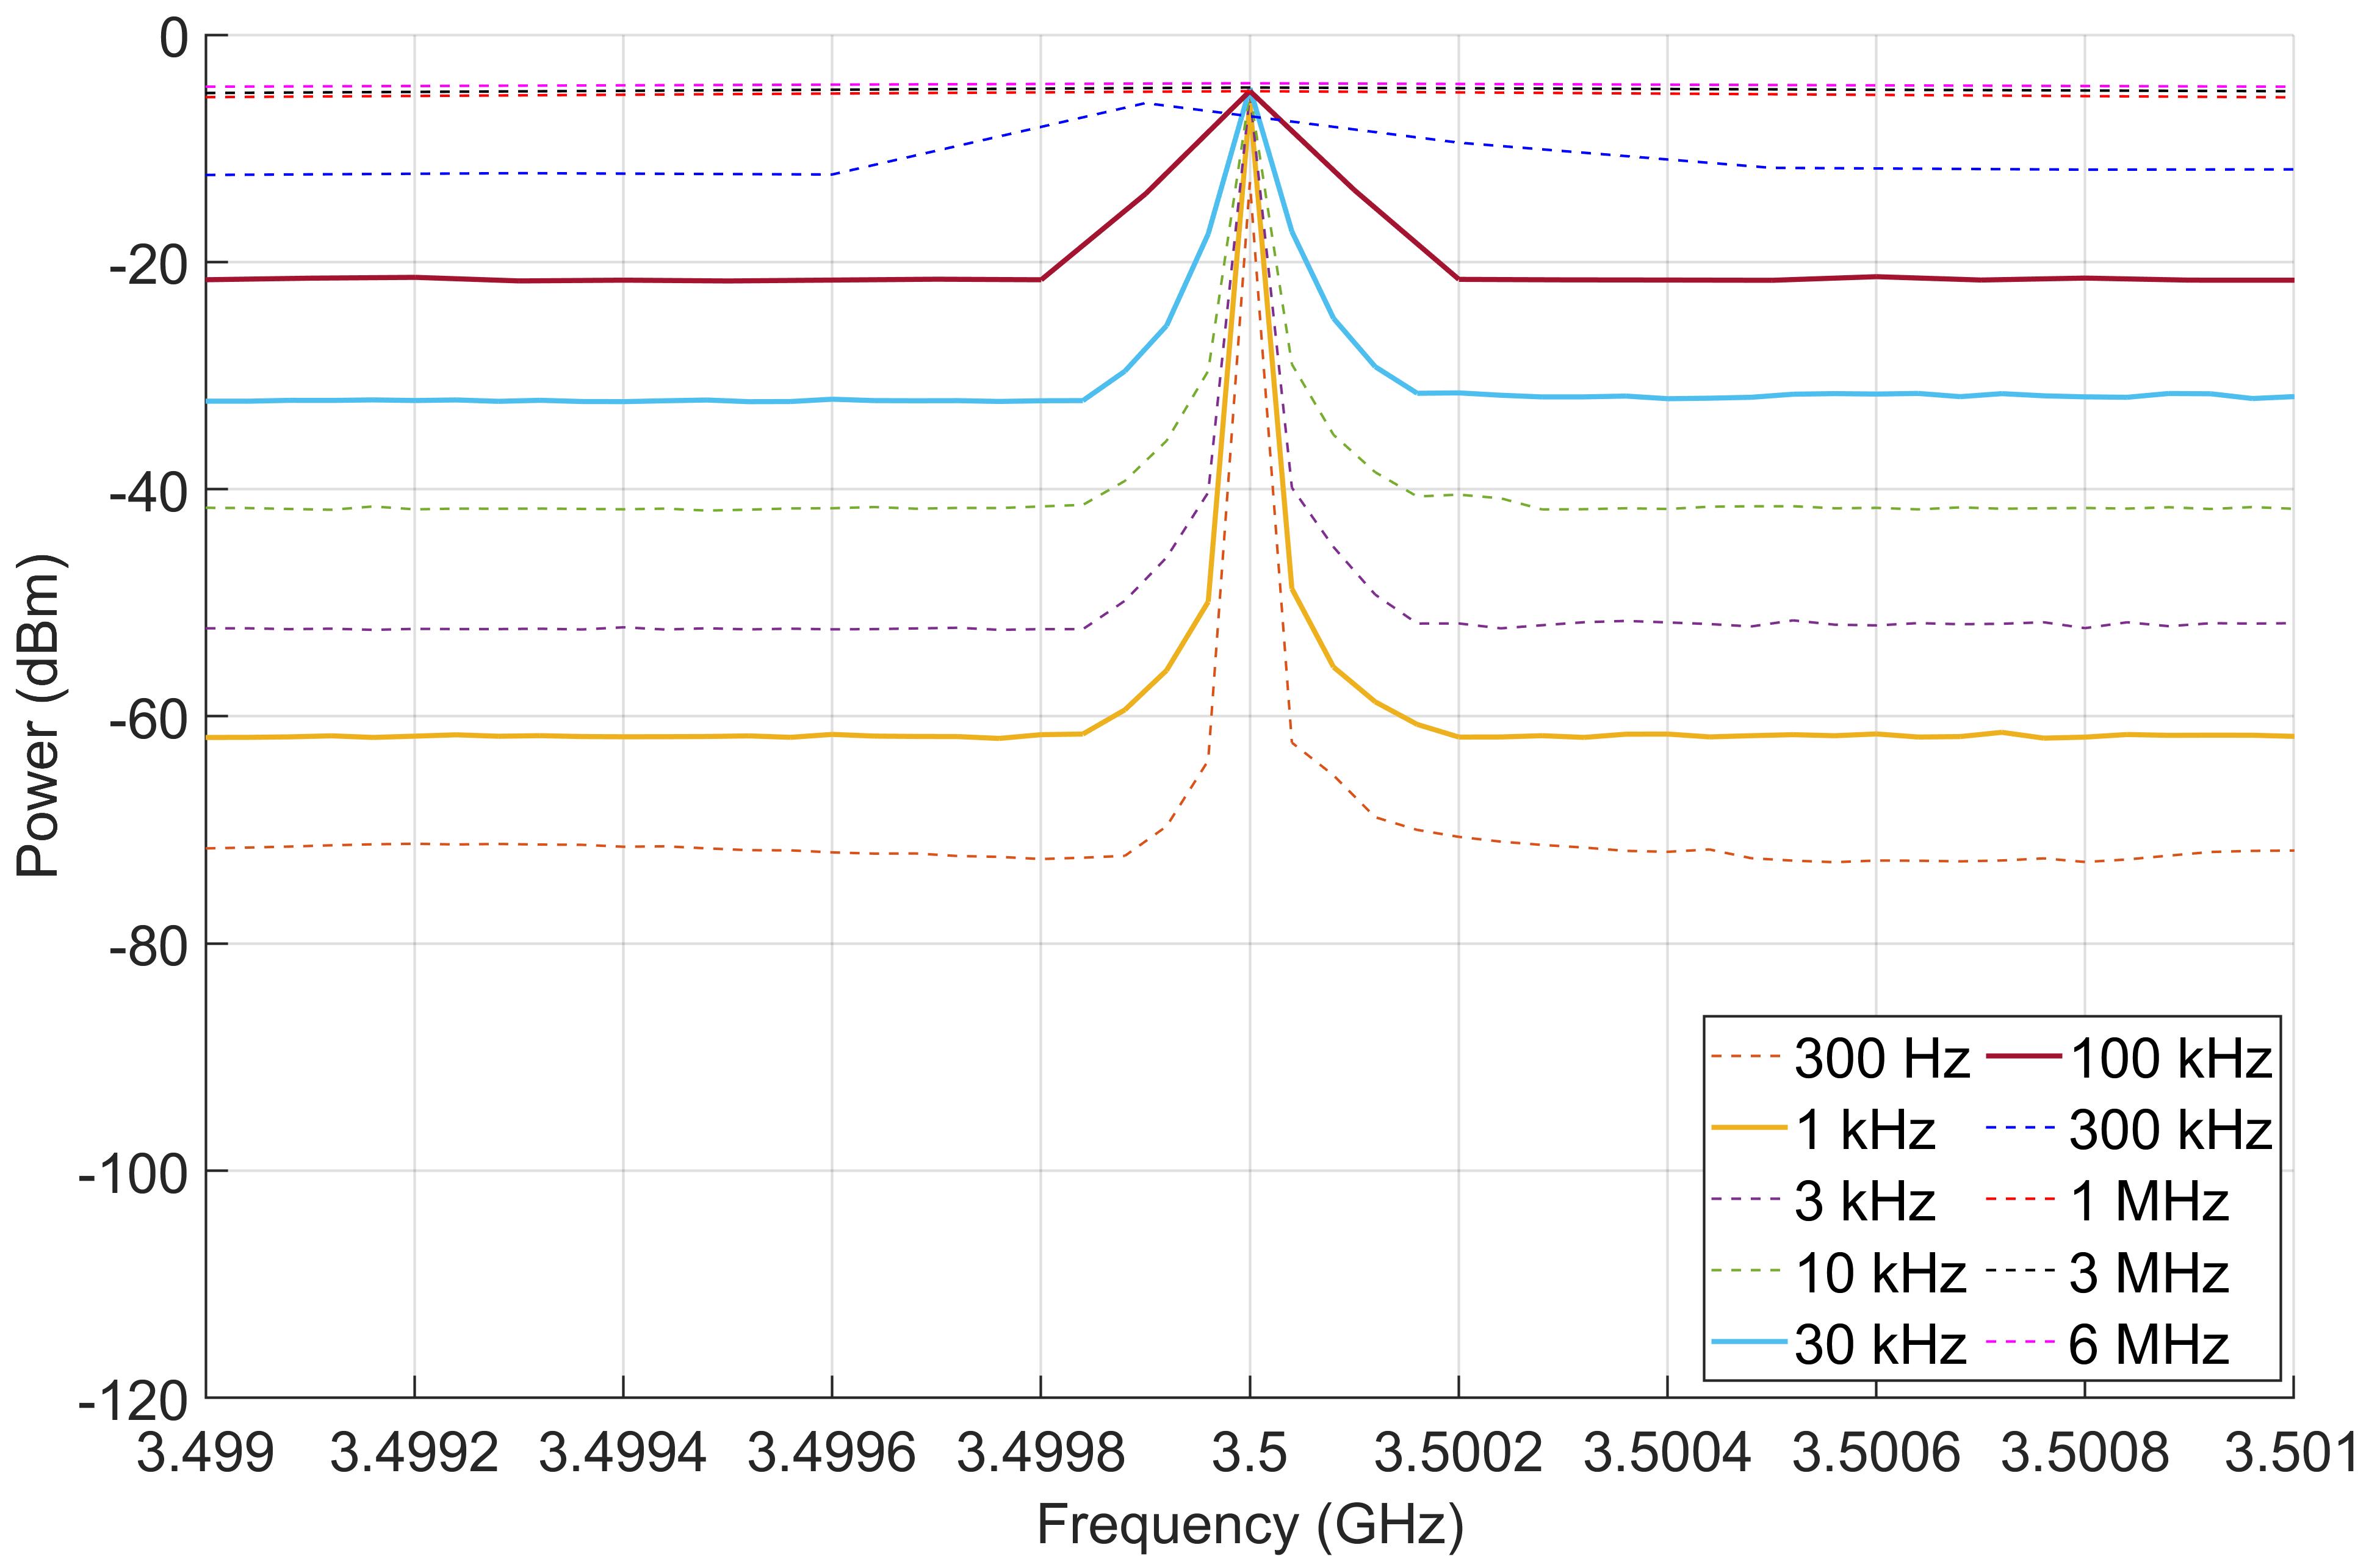 0
-20
-40
-60
-80
-100
-120
Power (dBm)
300 Hz 100 kHz
1 kHz 300 kHz
3 kHz 1 MHz
10 kHz 3 MHz
30 kHz 6 MHz
3.499 3.4992 3.4994 3.4996 3.4998 3.5 3.5002 3.5004 3.5006 3.5008 3.501
Frequency (GHz)